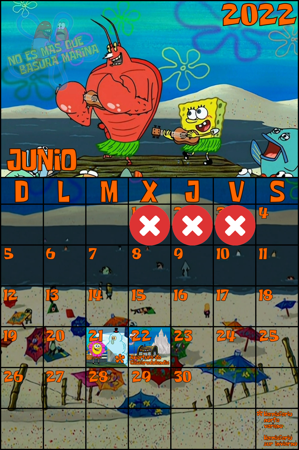 2022
NO ES MAS QUE
BASURA MARINA
JUNIO
D L M X J V S
4
5 6 7 8 9 10 11
12 13 14 15 16 17 18
19 20 21 22 23 24 25
26 27 28 29 30